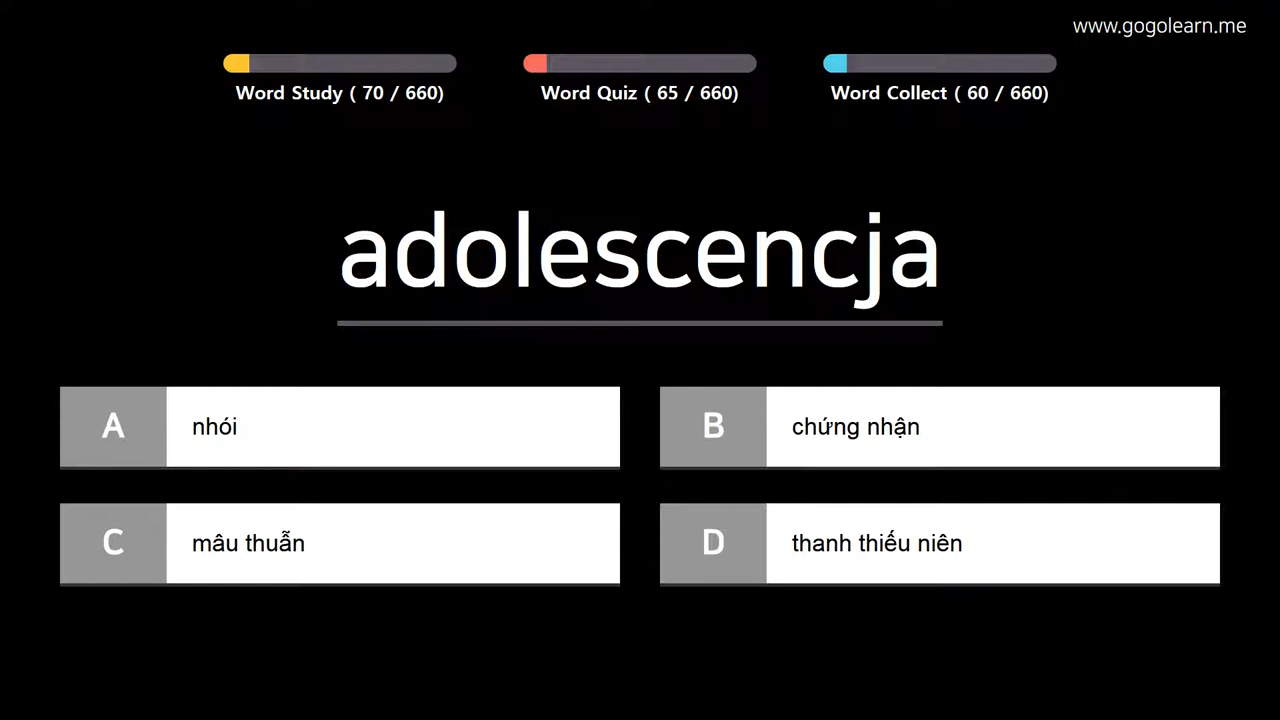 www.gogolearn.me
Word Study ( 70 / 660)
Word Quiz ( 65 / 660)
Word Collect ( 60 / 660)
adolescencja
A nhói
B chứng nhận
C mâu thuẫn
D thanh thiếu niên